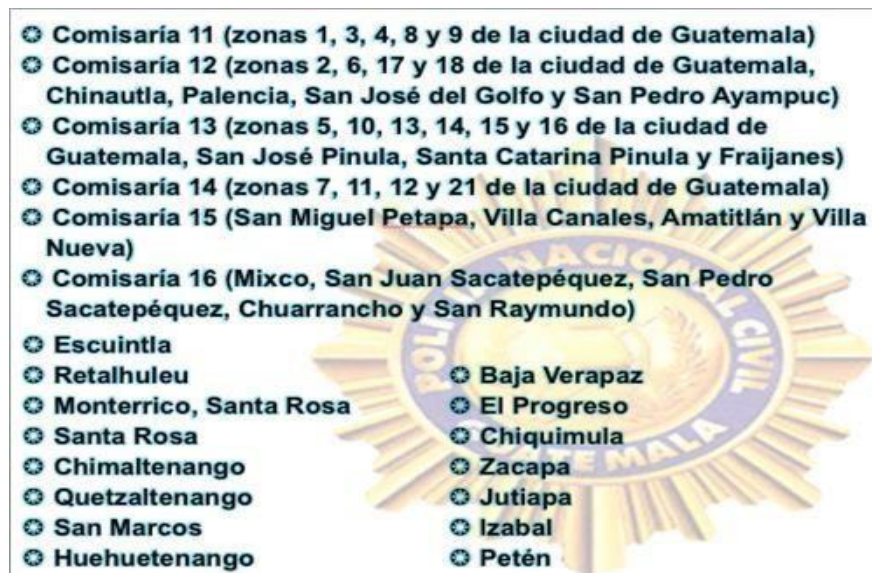 Comisaría 11 (zonas 1, 3, 4, 8 y 9 de la ciudad de Guatemala)
Comisaría 12 (zonas 2, 6, 17 y 18 de la ciudad de Guatemala,
Chinautla, Palencia, San José del Golfo y San Pedro Ayampuc)
Comisaría 13 (zonas 5, 10, 13, 14, 15 y 16 de la ciudad de
Guatemala, San José Pinula, Santa Catarina Pinula y Fraijanes)
Comisaría 14 (zonas 7, 11, 12 y 21 de la ciudad de Guatemala)
Comisaría 15 (San Miguel Petapa, Villa Canales, Amatitlán y Villa
Nueva)
Comisaría 16 (Mixco, San Juan Sacatepéquez, San Pedro
Sacatepéquez, Chuarrancho y San Raymundo)
Escuintla
Retalhuleu
Monterrico, Santa Rosa
Santa Rosa
Chimaltenango
Quetzaltenango
San Marcos
Huehuetenango
Baja Verapaz
El Progreso
Chiquimula
Zacapa
Jutiapa
Izabal
Petén
POLICIA NACIONAL CIVIL
GUATEMALA